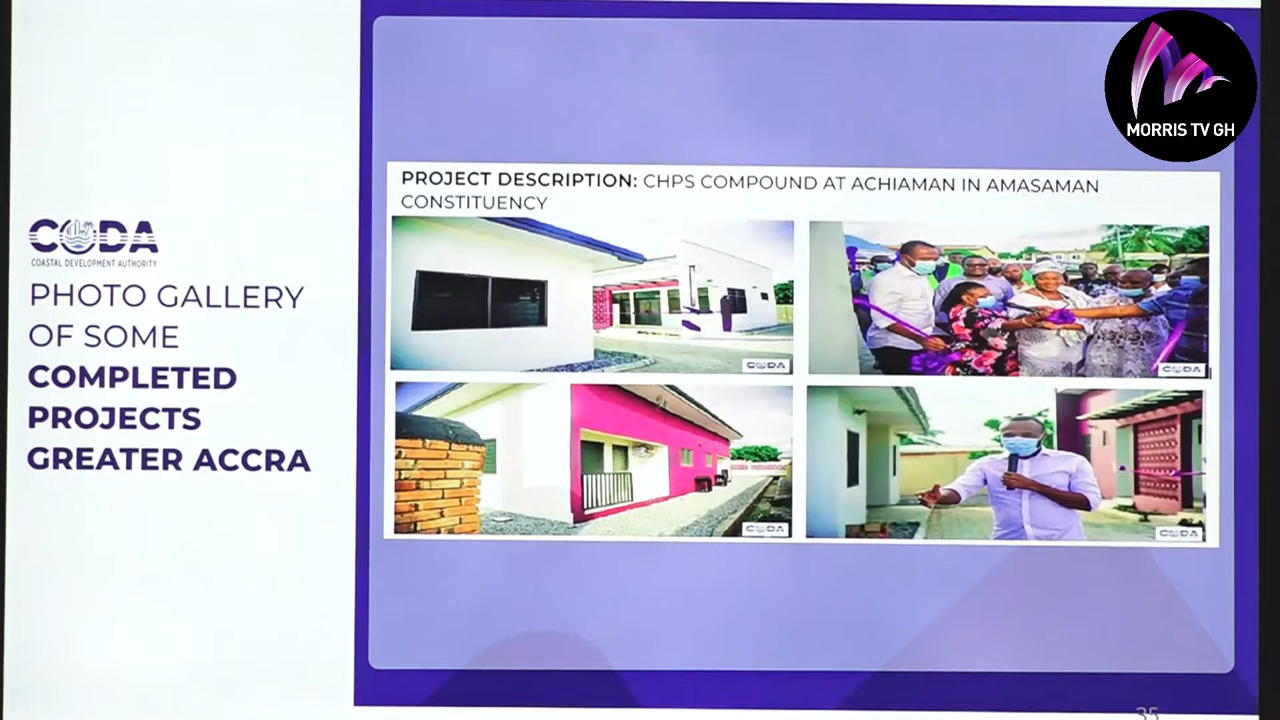 MORRIS TV GH
CODA
COASTAL DEVELOPMENT AUTHORITY
PHOTO GALLERY
OF SOME
COMPLETED
PROJECTS
GREATER ACCRA
PROJECT DESCRIPTION: CHPS COMPOUND AT ACHIAMAN IN AMASAMAN
CONSTITUENCY
CODA
CODA
CODA
CODA
35